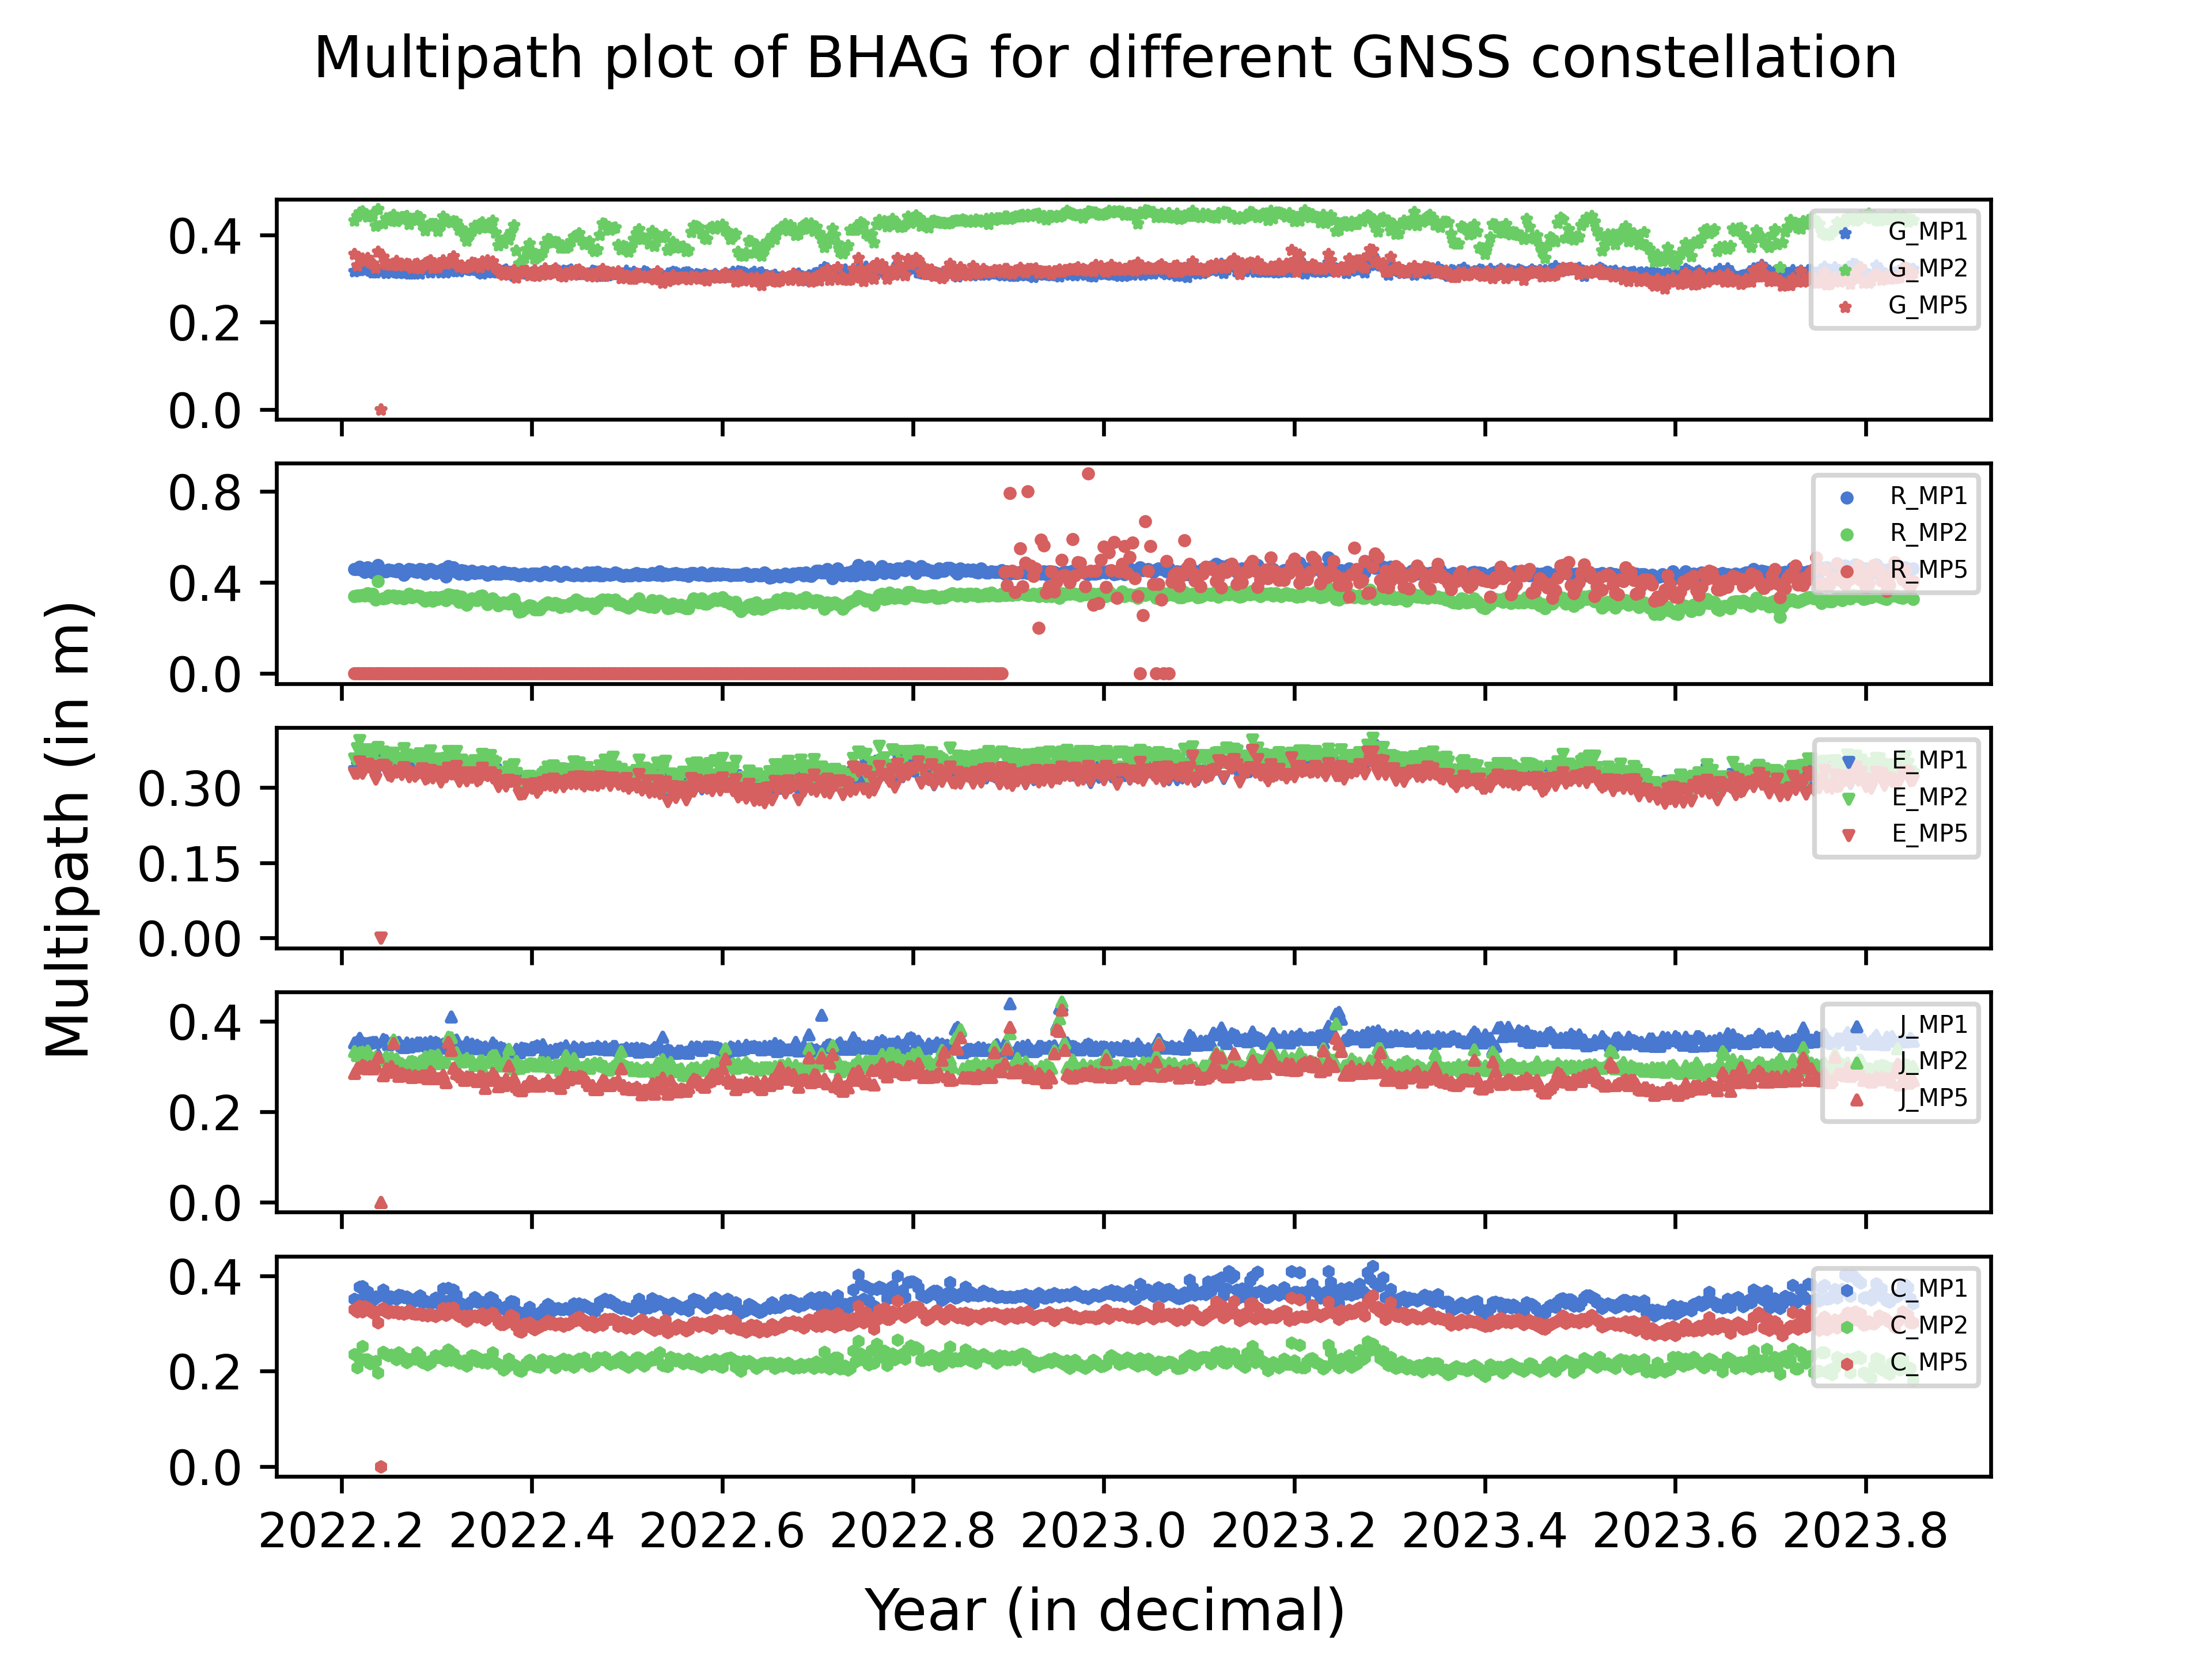 Multipath plot of BHAG for different GNSS constellation
Multipath (in m)
0.4
0.2
0.0
G_MP1
G_MP2
G_MP5
0.8
0.4
0.0
R_MP1
R_MP2
R_MP5
0.30
0.15
0.00
E_MP1
E_MP2
E_MP5
0.4
0.2
0.0
J_MP1
J_MP2
J_MP5
0.4
0.2
0.0
C_MP1
C_MP2
C_MP5
2022.2 2022.4 2022.6 2022.8 2023.0 2023.2 2023.4 2023.6 2023.8
Year (in decimal)